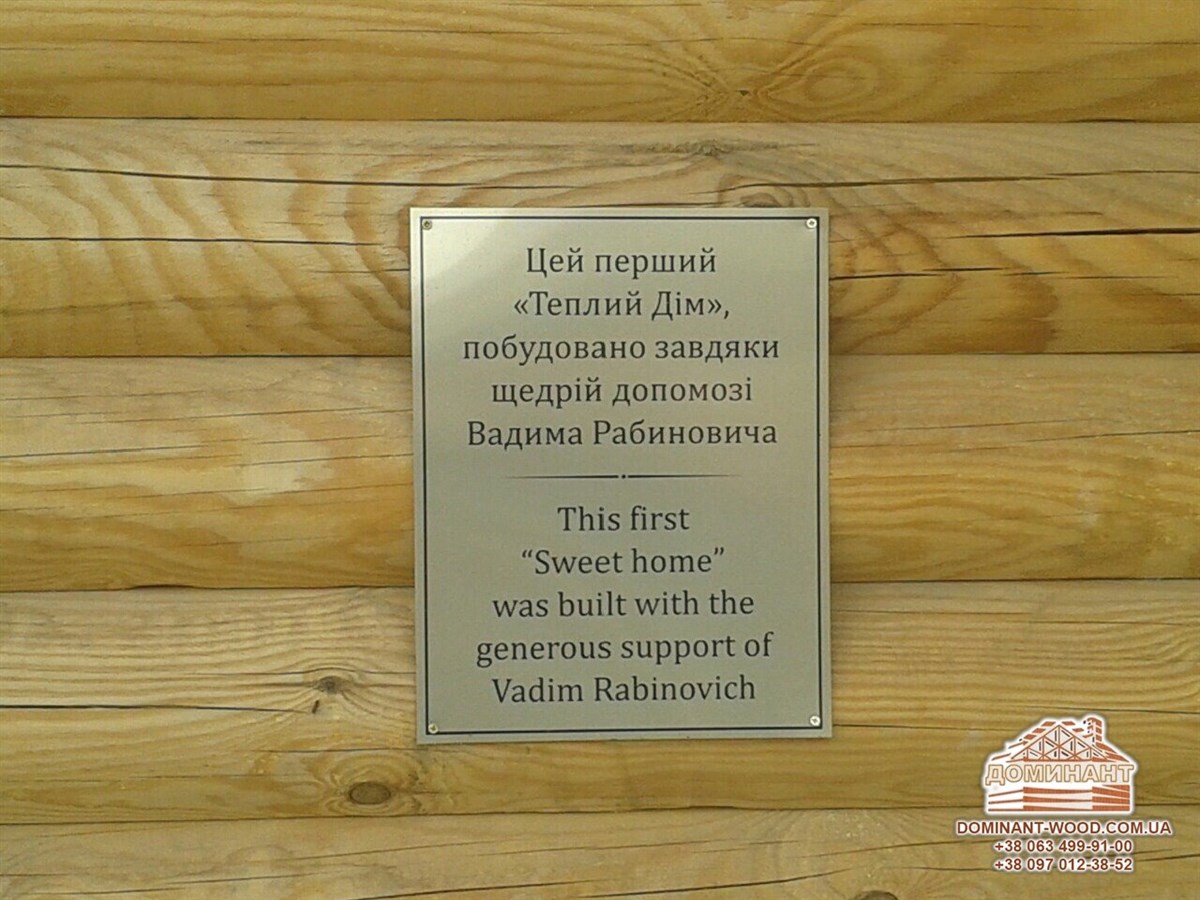 Цей перший
«Теплий Дім»,
побудовано завдяки
щедрій допомозі
Вадима Рабиновича
This first
“Sweet home”
was built with the
generous support of
Vadim Rabinovich
ДОМИНАНТ
DOMINANT-WOOD.COM.UA
+38 063 499-91-00
+38 097 012-38-52